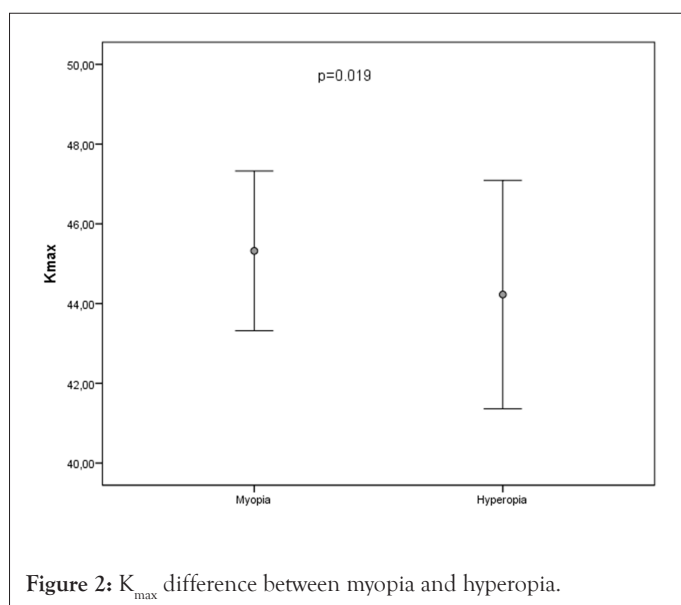 50,00
p=0.019
48,00
46,00
Kmax
44,00
42,00
40,00
Myopia Hyperopia
Figure 2: Kmax difference between myopia and hyperopia.